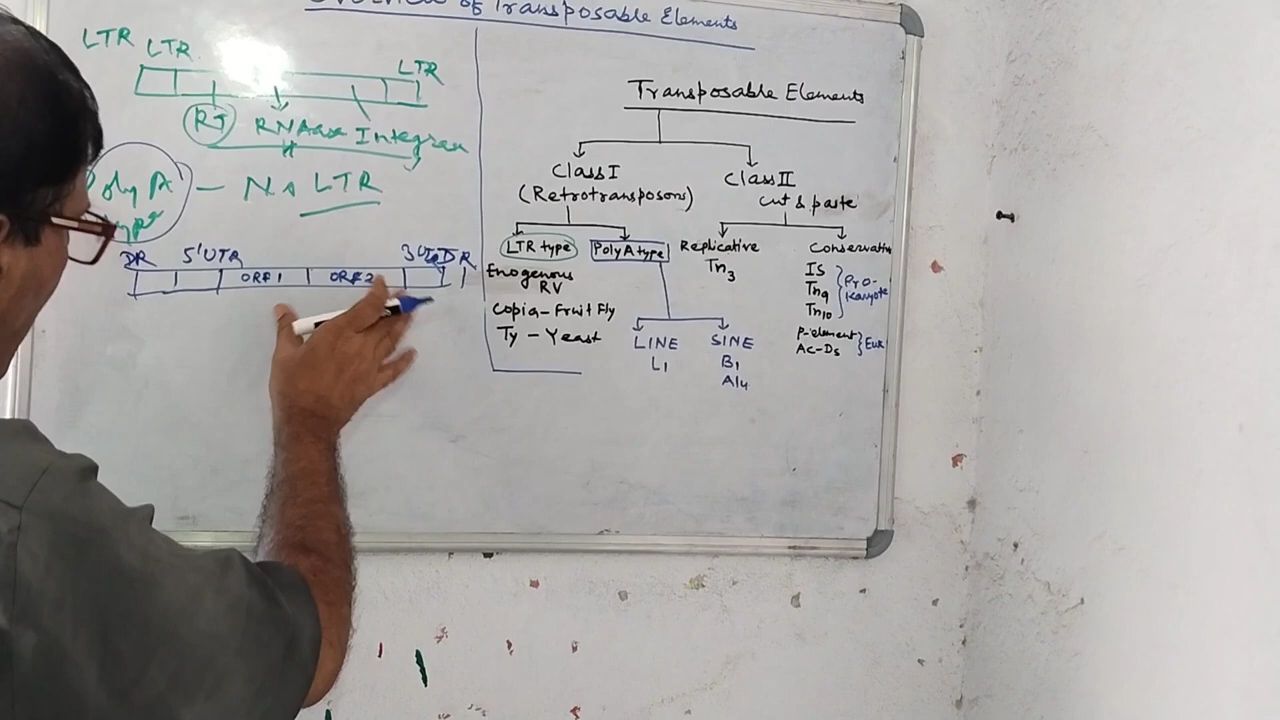 Overview of Transposable Elements
LTR LTR LTR
RT RNAase Integrase
Poly A type — No LTR
DR 5'UTR 3'UTR DR
ORF1 ORF2
Transposable Elements
Class I
(Retrotransposons)
Class II
Cut & paste
LTR type
Enogenous
RV
Copia - Fruit Fly
Ty - Yeast
Poly A type
LINE
L1
SINE
B1
Alu
Replicative
Tn3
Conservative
IS
Tn9
Tn10
Pro-
karyote
P-element
Ac-Ds
Euk